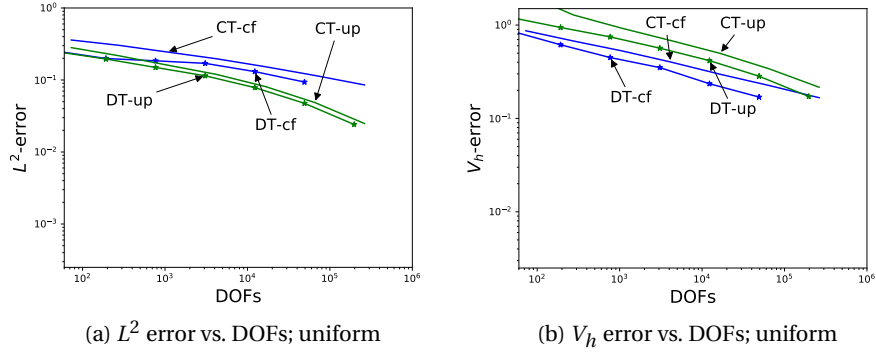 10⁰
10⁻¹
10⁻²
10⁻³
L²-error
CT-cf
CT-up
DT-up
DT-cf
10²
10³
10⁴
10⁵
10⁶
DOFs
(a) L² error vs. DOFs; uniform
10⁰
10⁻¹
10⁻²
Vₕ-error
CT-cf
CT-up
DT-cf
DT-up
10²
10³
10⁴
10⁵
10⁶
DOFs
(b) Vₕ error vs. DOFs; uniform